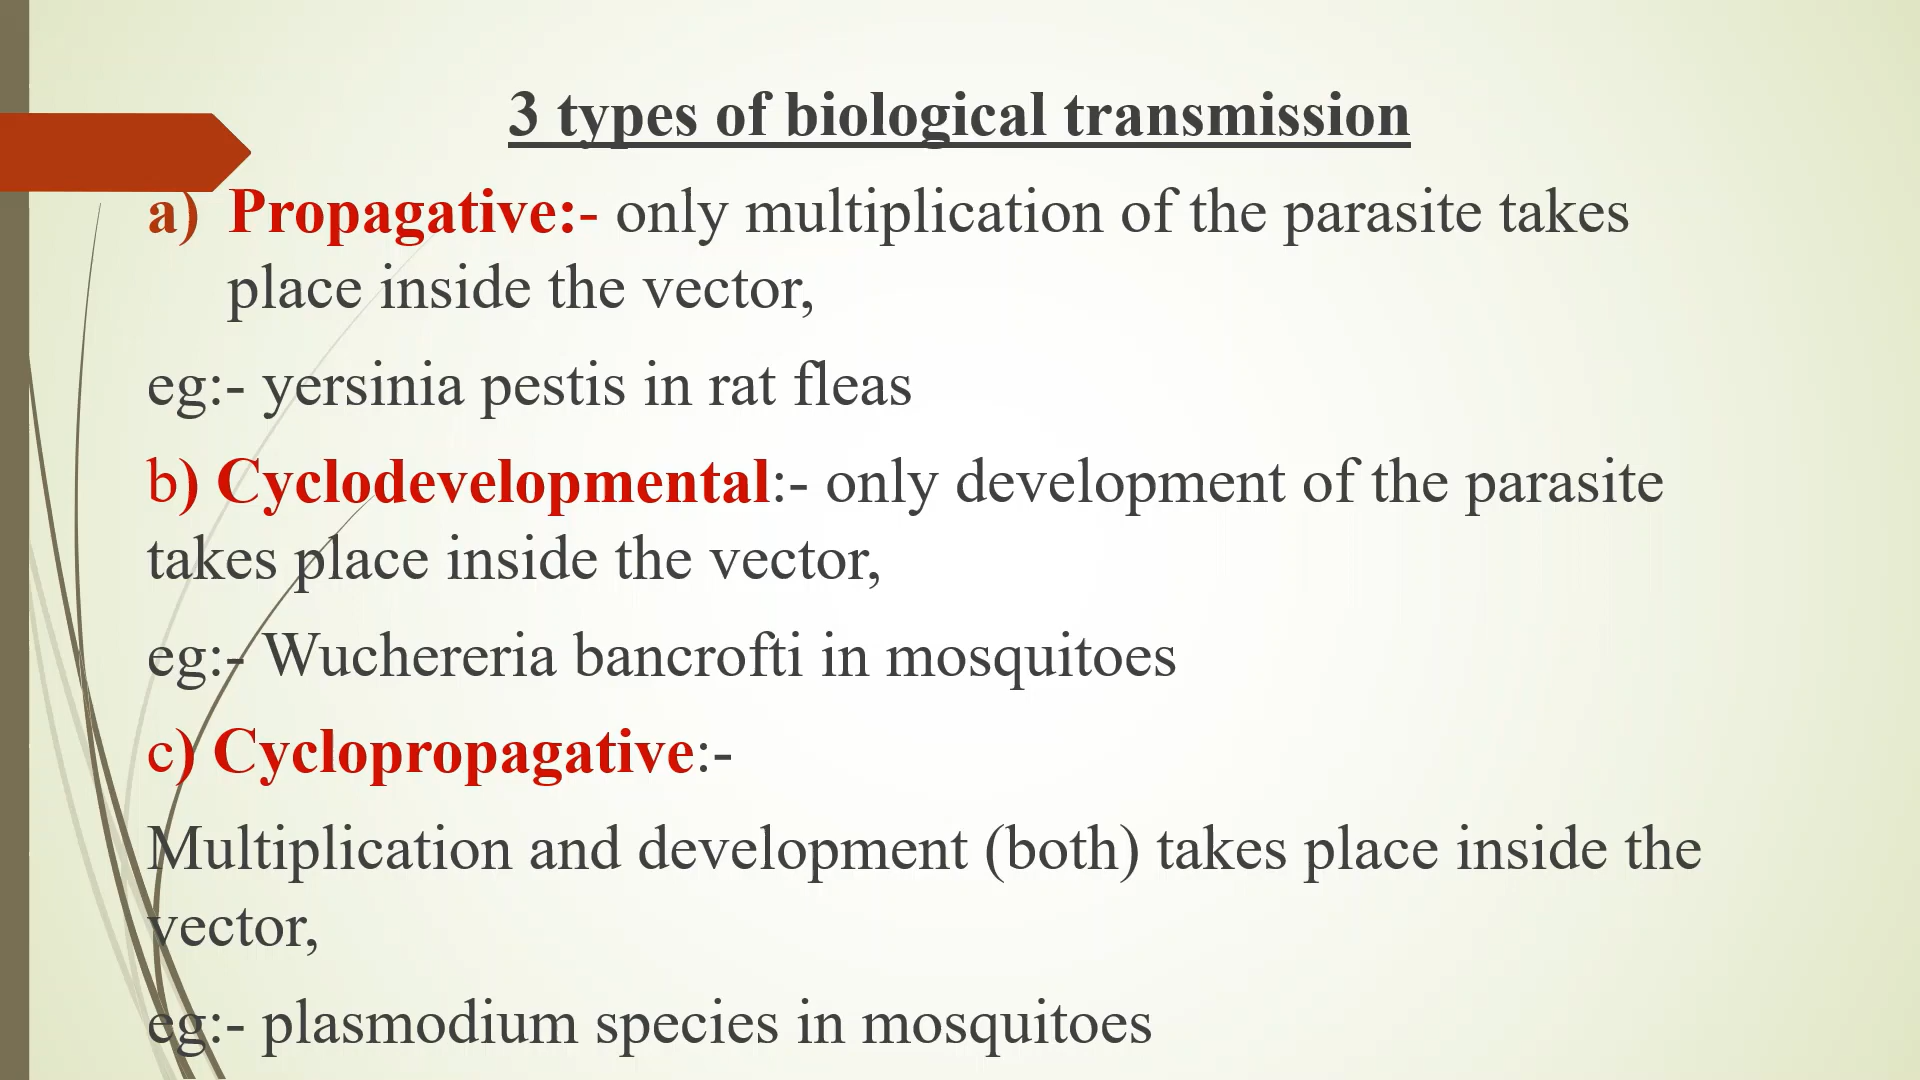 3 types of biological transmission
a) Propagative:- only multiplication of the parasite takes
place inside the vector,
eg:- yersinia pestis in rat fleas
b) Cyclodevelopmental:- only development of the parasite
takes place inside the vector,
eg:- Wuchereria bancrofti in mosquitoes
c) Cyclopropagative:-
Multiplication and development (both) takes place inside the
vector,
eg:- plasmodium species in mosquitoes